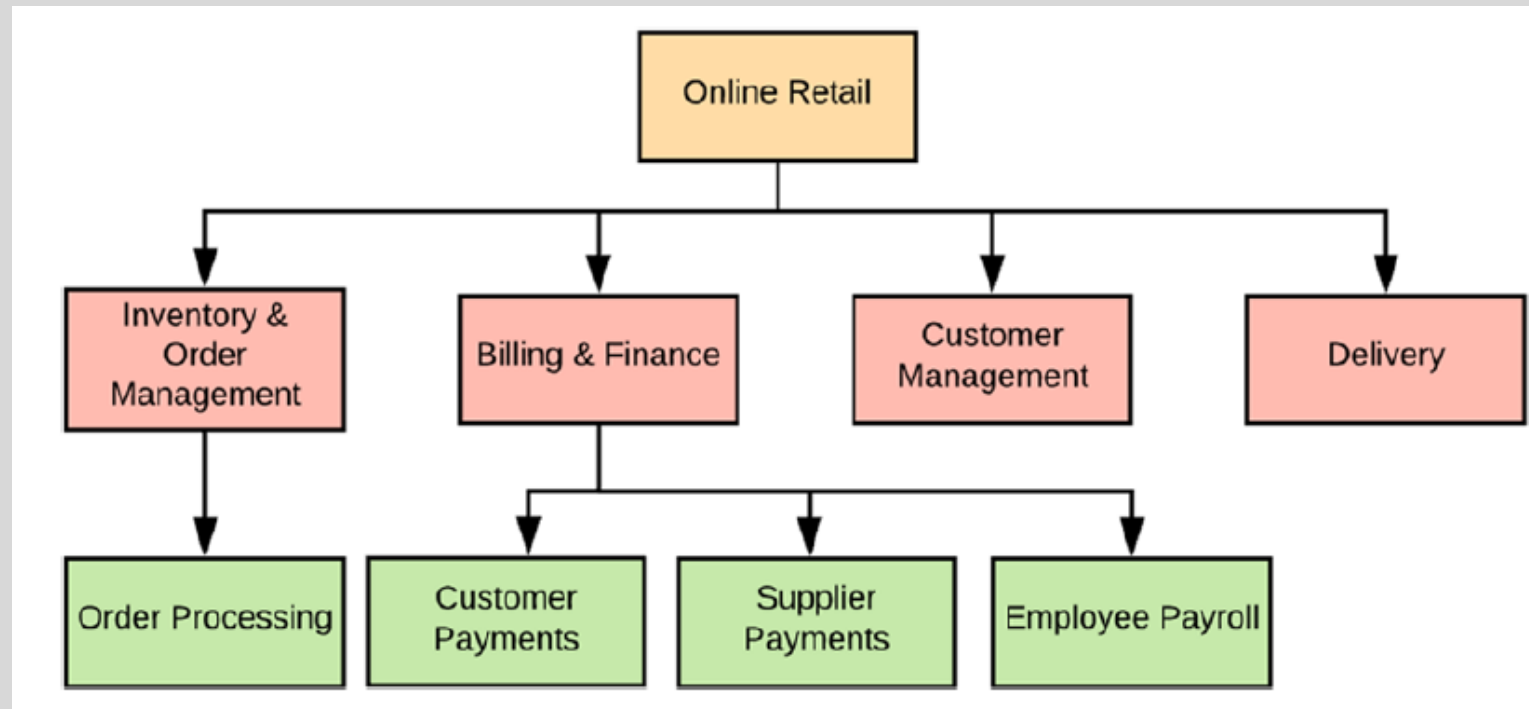 Online Retail
Inventory &
Order
Management
Billing & Finance
Customer
Management
Delivery
Order Processing
Customer
Payments
Supplier
Payments
Employee Payroll